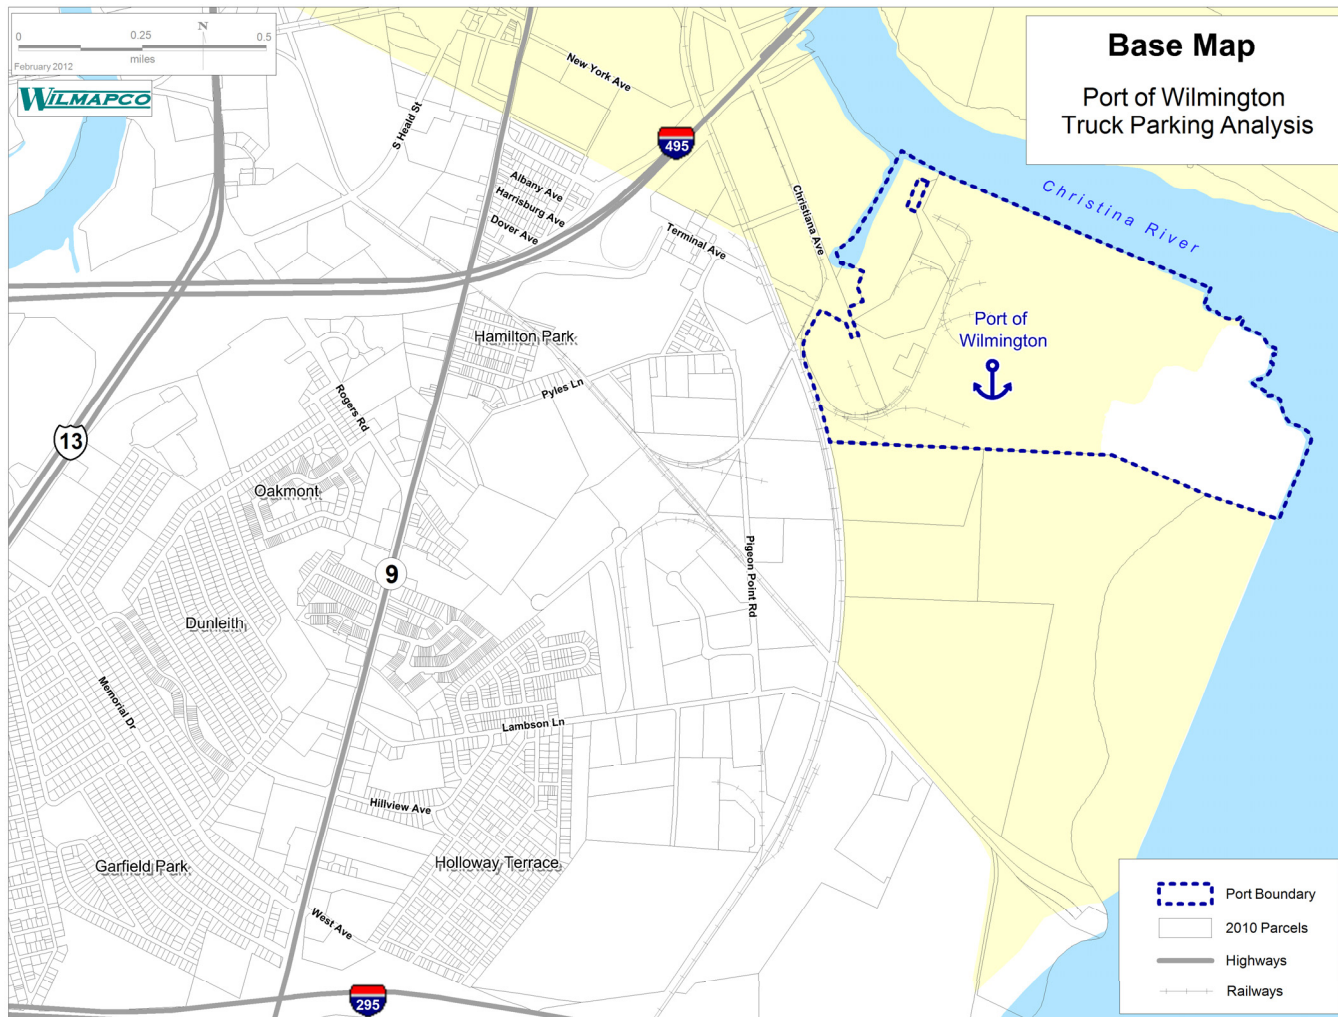 0 0.25 0.5
N
miles
February 2012
WILMAPCO
Base Map
Port of Wilmington
Truck Parking Analysis
New York Ave
S Heald St
495
Albany Ave
Harrisburg Ave
Dover Ave
Terminal Ave
Christiana Ave
Christina River
Hamilton Park
Port of
Wilmington
Pyles Ln
Rogers Rd
13
Oakmont
9
Pigeon Point Rd
Dunleith
Memorial Dr
Lambson Ln
Hillview Ave
Garfield Park
Holloway Terrace
West Ave
295
Port Boundary
2010 Parcels
Highways
Railways